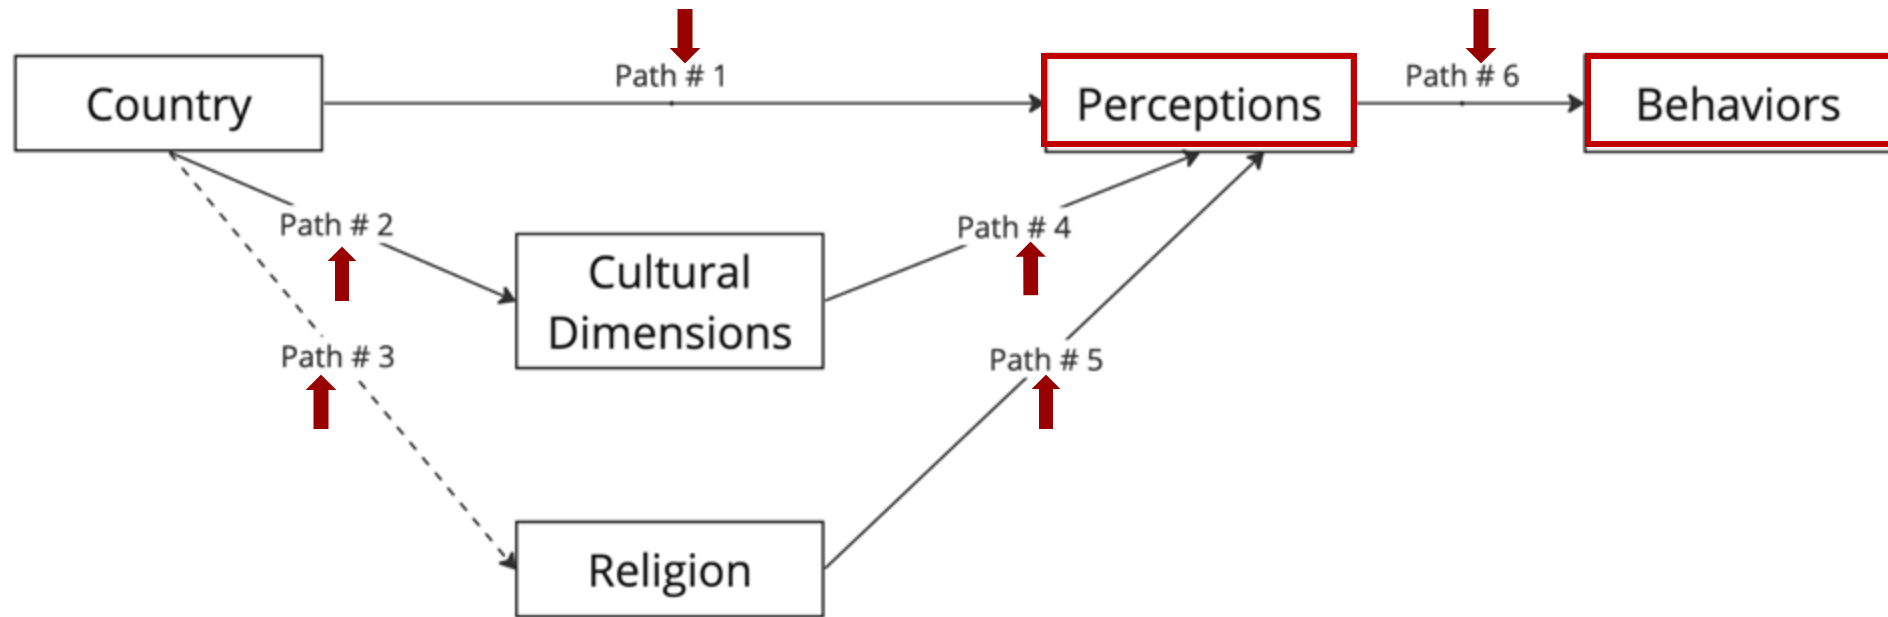 Path # 1
Path # 6
Country
Perceptions
Behaviors
Path # 2
Path # 4
Cultural
Dimensions
Path # 3
Path # 5
Religion